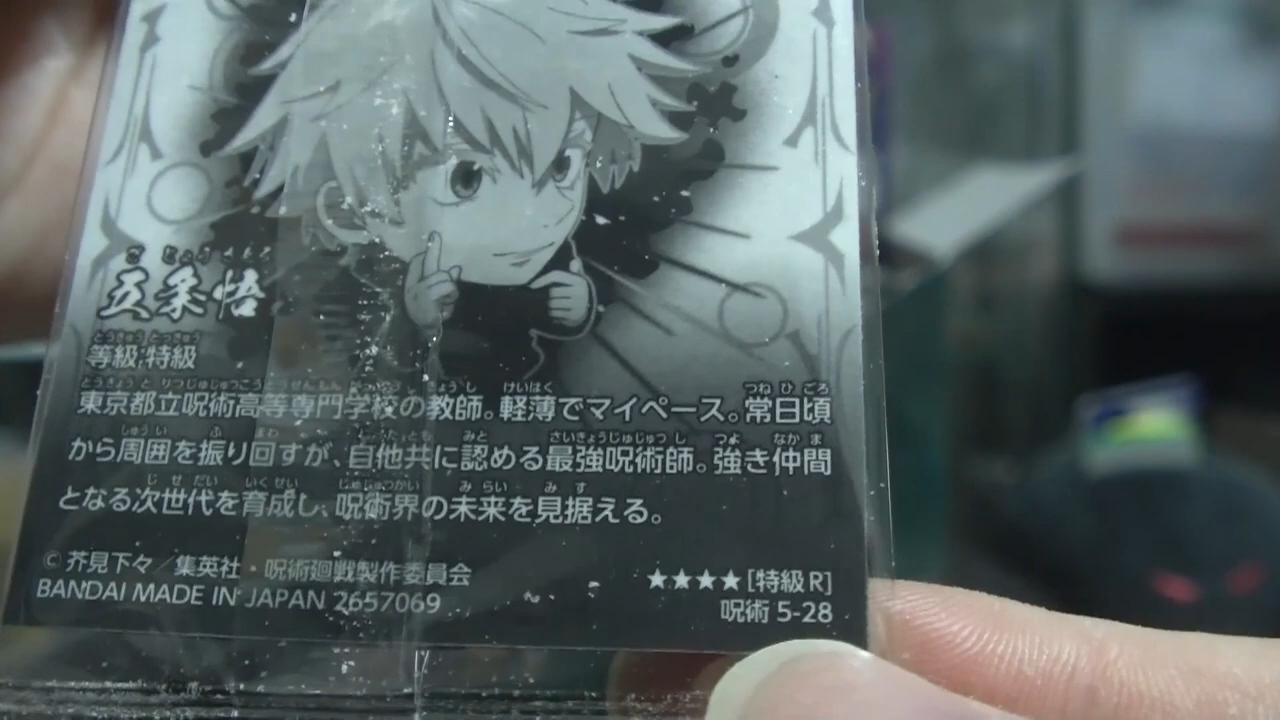 五条悟
等級:特級
東京都立呪術高等専門学校の教師。軽薄でマイペース。常日頃
から周囲を振り回すが、自他共に認める最強呪術師。強き仲間
となる次世代を育成し、呪術界の未来を見据える。
© 芥見下々／集英社・呪術廻戦製作委員会
BANDAI MADE IN JAPAN 2657069
★★★★[特級R]
呪術 5-28